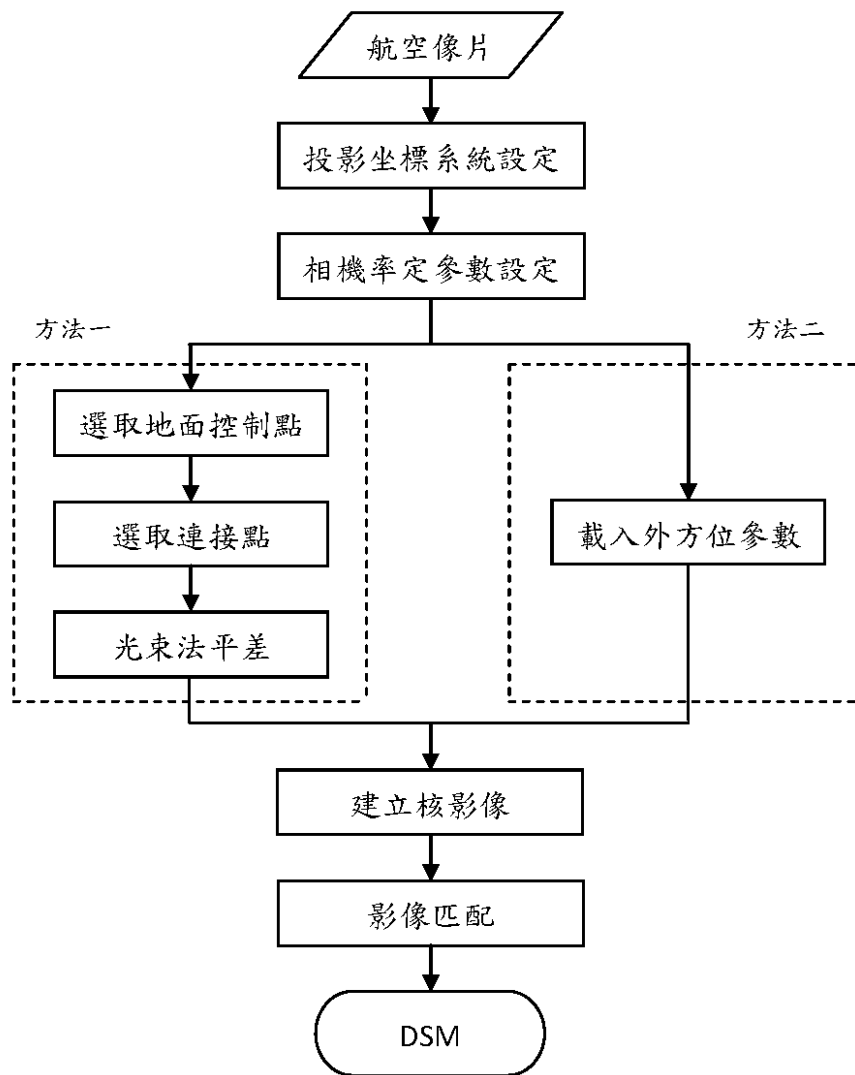 航空像片
投影坐標系統設定
相機率定參數設定
方法一
方法二
選取地面控制點
選取連接點
載入外方位參數
光束法平差
建立核影像
影像匹配
DSM